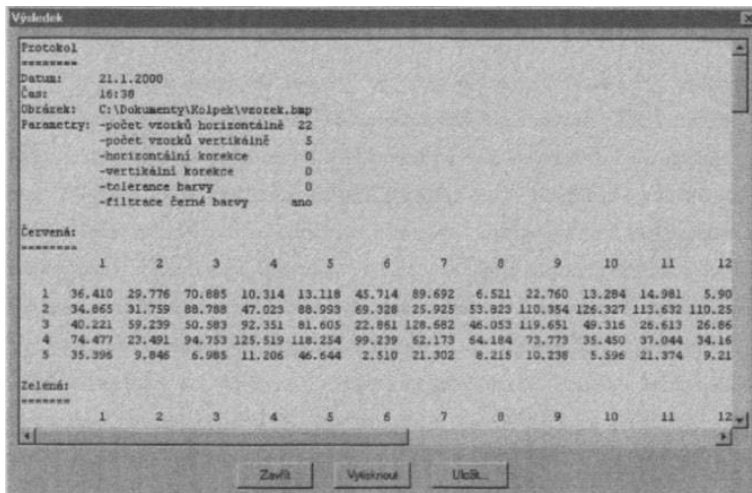 Výsledek
Protokol
========
Datum: 21.1.2000
Čas: 16:38
Obrázek: C:\Dokumenty\Kolpek\vzorek.bmp
Parametry: -počet vzorků horizontálně 22
-počet vzorků vertikálně 5
-horizontální korekce 0
-vertikální korekce 0
-tolerance barvy 0
-filtrace černé barvy ano
Červená:
========
1 2 3 4 5 6 7 8 9 10 11 12
1 36.410 29.776 70.885 10.314 13.118 45.714 89.692 6.521 22.760 13.284 14.981 5.90
2 34.865 31.759 88.788 47.023 88.993 69.328 25.925 53.823 110.354 126.327 113.632 110.25
3 40.221 59.239 50.583 92.351 81.605 22.861 128.682 46.053 119.651 49.316 26.613 26.86
4 74.477 23.491 94.753 125.519 118.254 99.239 62.173 64.184 73.773 35.450 37.044 34.16
5 35.396 9.846 6.985 11.206 46.644 2.510 21.302 8.215 10.238 5.596 21.374 9.21
Zelená:
=======
1 2 3 4 5 6 7 8 9 10 11 12
Zavřít Vytisknout Uložit...